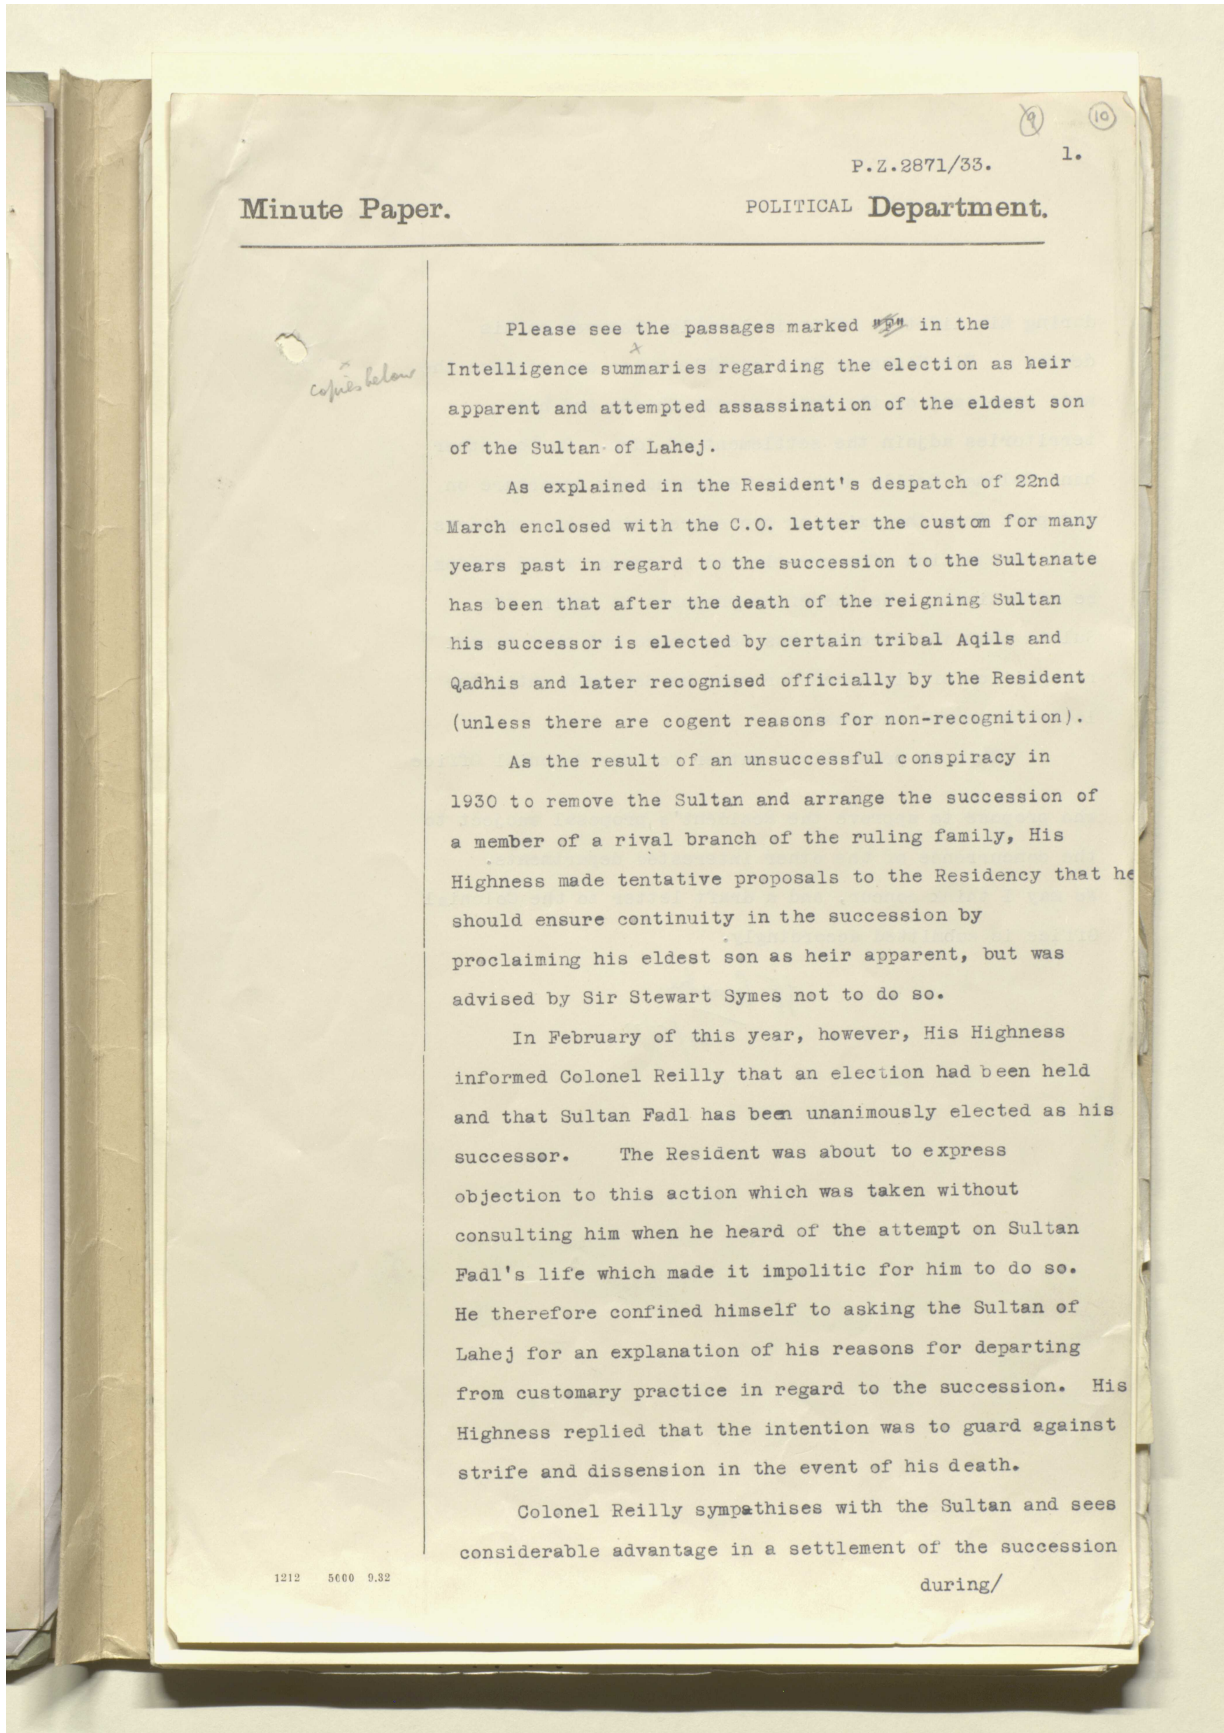 9 10
P.Z.2871/33. 1.
Minute Paper. POLITICAL Department.
Please see the passages marked "F" in the
x
Intelligence summaries regarding the election as heir
x
copies below
apparent and attempted assassination of the eldest son
of the Sultan of Lahej.
As explained in the Resident's despatch of 22nd
March enclosed with the C.O. letter the custom for many
years past in regard to the succession to the Sultanate
has been that after the death of the reigning Sultan
his successor is elected by certain tribal Aqils and
Qadhis and later recognised officially by the Resident
(unless there are cogent reasons for non-recognition).
As the result of an unsuccessful conspiracy in
1930 to remove the Sultan and arrange the succession of
a member of a rival branch of the ruling family, His
Highness made tentative proposals to the Residency that he
should ensure continuity in the succession by
proclaiming his eldest son as heir apparent, but was
advised by Sir Stewart Symes not to do so.
In February of this year, however, His Highness
informed Colonel Reilly that an election had been held
and that Sultan Fadl has been unanimously elected as his
successor. The Resident was about to express
objection to this action which was taken without
consulting him when he heard of the attempt on Sultan
Fadl's life which made it impolitic for him to do so.
He therefore confined himself to asking the Sultan of
Lahej for an explanation of his reasons for departing
from customary practice in regard to the succession. His
Highness replied that the intention was to guard against
strife and dissension in the event of his death.
Colonel Reilly sympathises with the Sultan and sees
considerable advantage in a settlement of the succession
during/
1212 5000 9.32